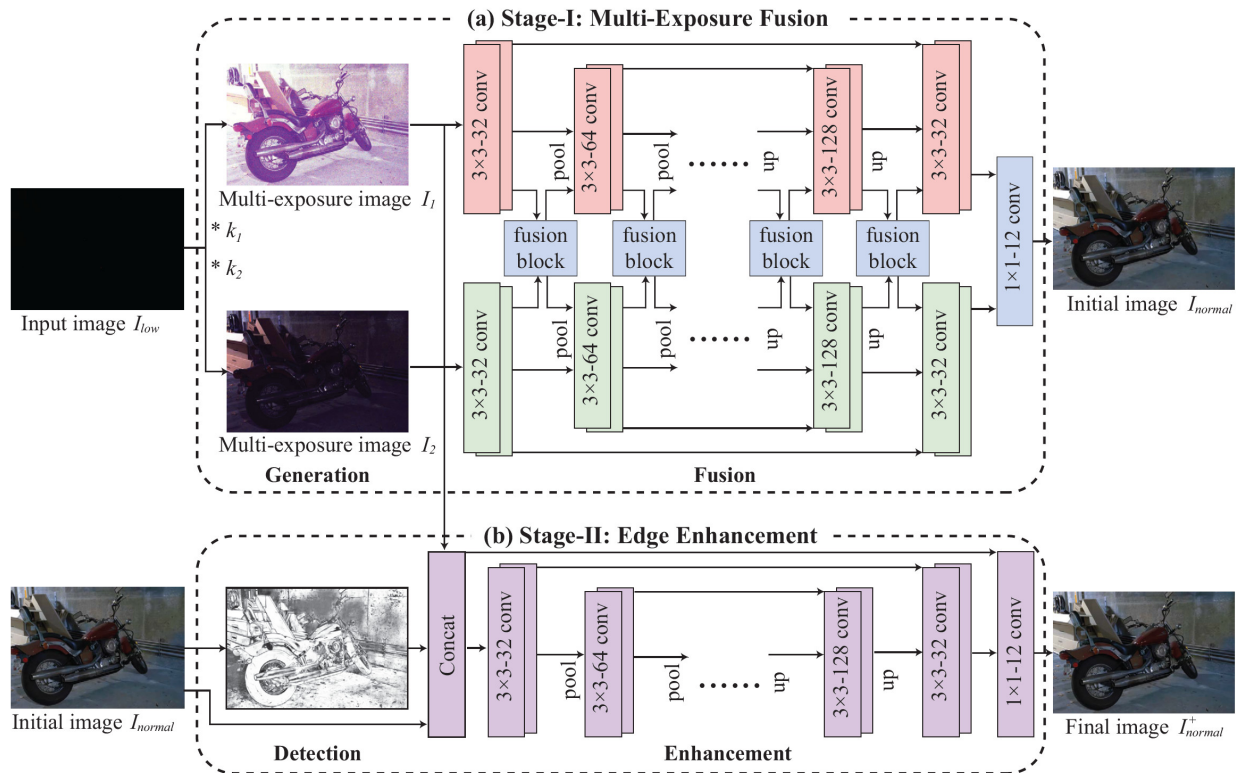 (a) Stage-I: Multi-Exposure Fusion
Multi-exposure image I1
* k1
* k2
Input image Ilow
Multi-exposure image I2
Generation
3×3-32 conv
pool
3×3-64 conv
pool
......
up
3×3-128 conv
up
3×3-32 conv
fusion
block
fusion
block
fusion
block
fusion
block
1×1-12 conv
3×3-32 conv
pool
3×3-64 conv
pool
......
up
3×3-128 conv
up
3×3-32 conv
Fusion
Initial image Inormal
(b) Stage-II: Edge Enhancement
Initial image Inormal
Detection
Concat
3×3-32 conv
pool
3×3-64 conv
pool
......
up
3×3-128 conv
up
3×3-32 conv
1×1-12 conv
Enhancement
Final image I+normal